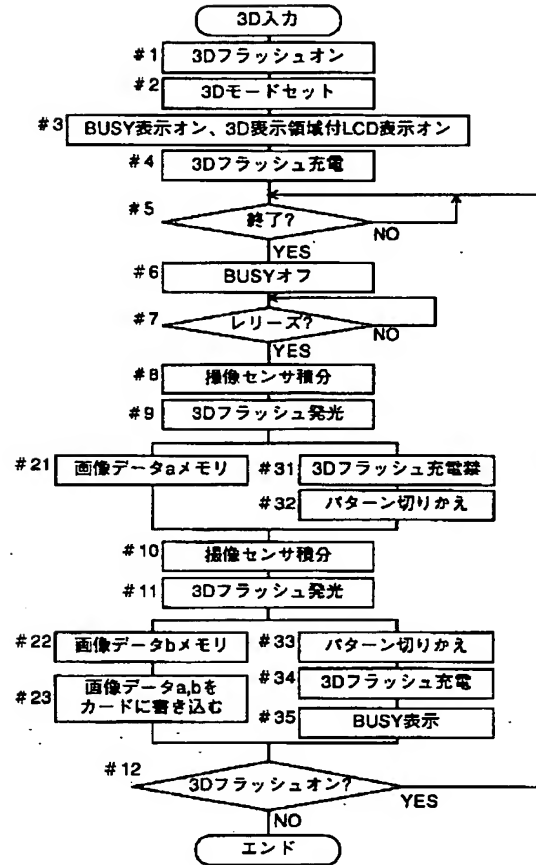 3D入力
#1 3Dフラッシュオン
#2 3Dモードセット
#3 BUSY表示オン、3D表示領域付LCD表示オン
#4 3Dフラッシュ充電
#5 終了?
NO
YES
#6 BUSYオフ
#7 レリーズ?
NO
YES
#8 撮像センサ積分
#9 3Dフラッシュ発光
#21 画像データaメモリ
#31 3Dフラッシュ充電禁
#32 パターン切りかえ
#10 撮像センサ積分
#11 3Dフラッシュ発光
#22 画像データbメモリ
#33 パターン切りかえ
#23 画像データa,bを
カードに書き込む
#34 3Dフラッシュ充電
#35 BUSY表示
#12 3Dフラッシュオン?
YES
NO
エンド